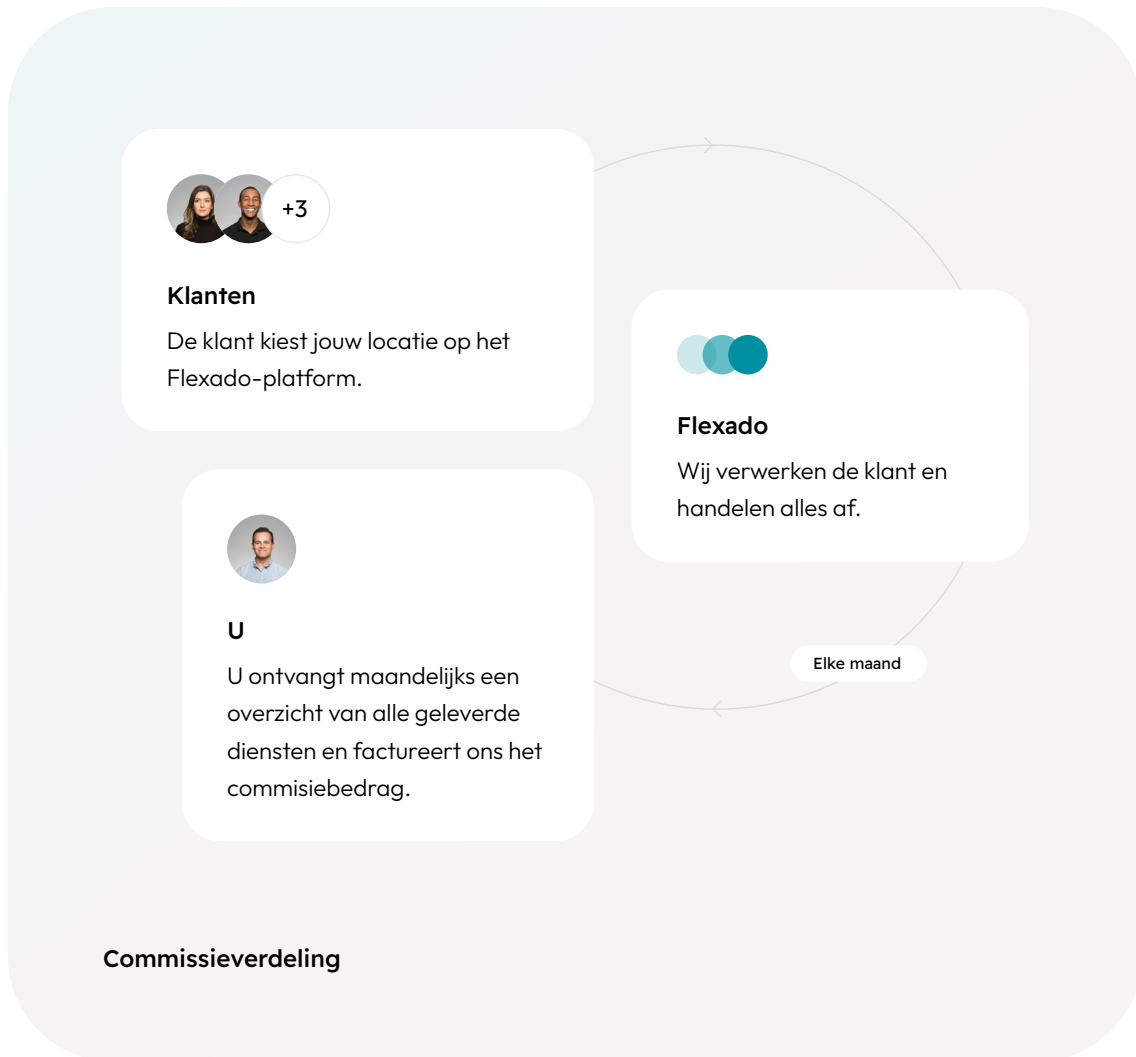 +3
Klanten
De klant kiest jouw locatie op het
Flexado-platform.
Flexado
Wij verwerken de klant en
handelen alles af.
U
U ontvangt maandelijks een
overzicht van alle geleverde
diensten en factureert ons het
commisiebedrag.
Elke maand
Commissieverdeling